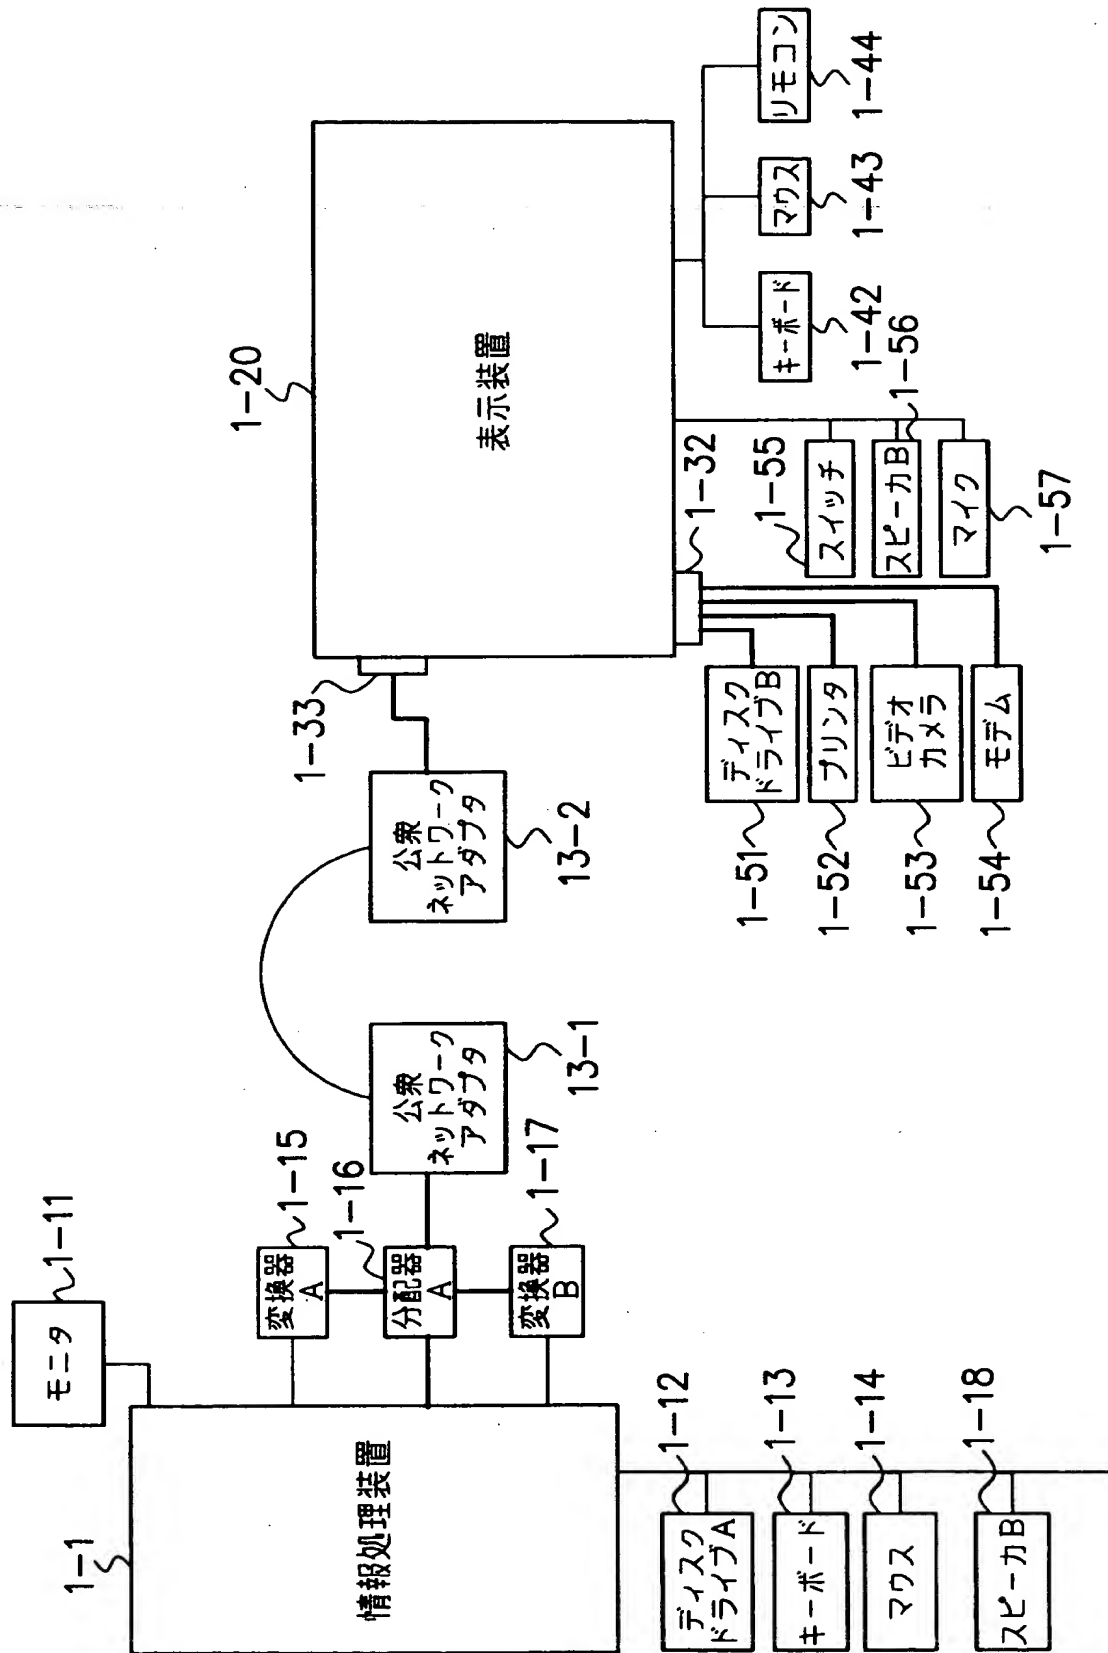 1-11
モニタ
1-1
情報処理装置
1-15
変換器
A
1-16
分配器
A
1-17
変換器
B
1-12
ディスク
ドライブA
1-13
キーボード
1-14
マウス
1-18
スピーカB
13-1
公衆
ネットワーク
アダプタ
13-2
公衆
ネットワーク
アダプタ
1-33
1-20
表示装置
1-32
1-51
ディスク
ドライブB
1-52
プリンタ
1-53
ビデオ
カメラ
1-54
モデム
1-55
スイッチ
1-56
スピーカB
1-57
マイク
1-42
キーボード
1-43
マウス
1-44
リモコン